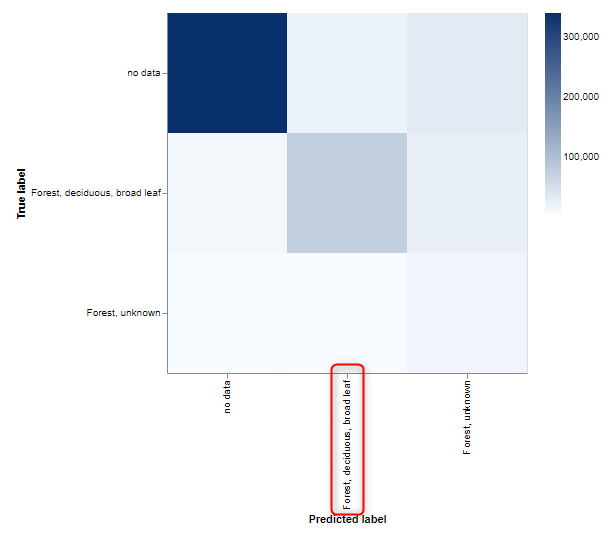 300,000
200,000
100,000
no data
Forest, deciduous, broad leaf
Forest, unknown
True label
no data
Forest, deciduous, broad leaf
Forest, unknown
Predicted label